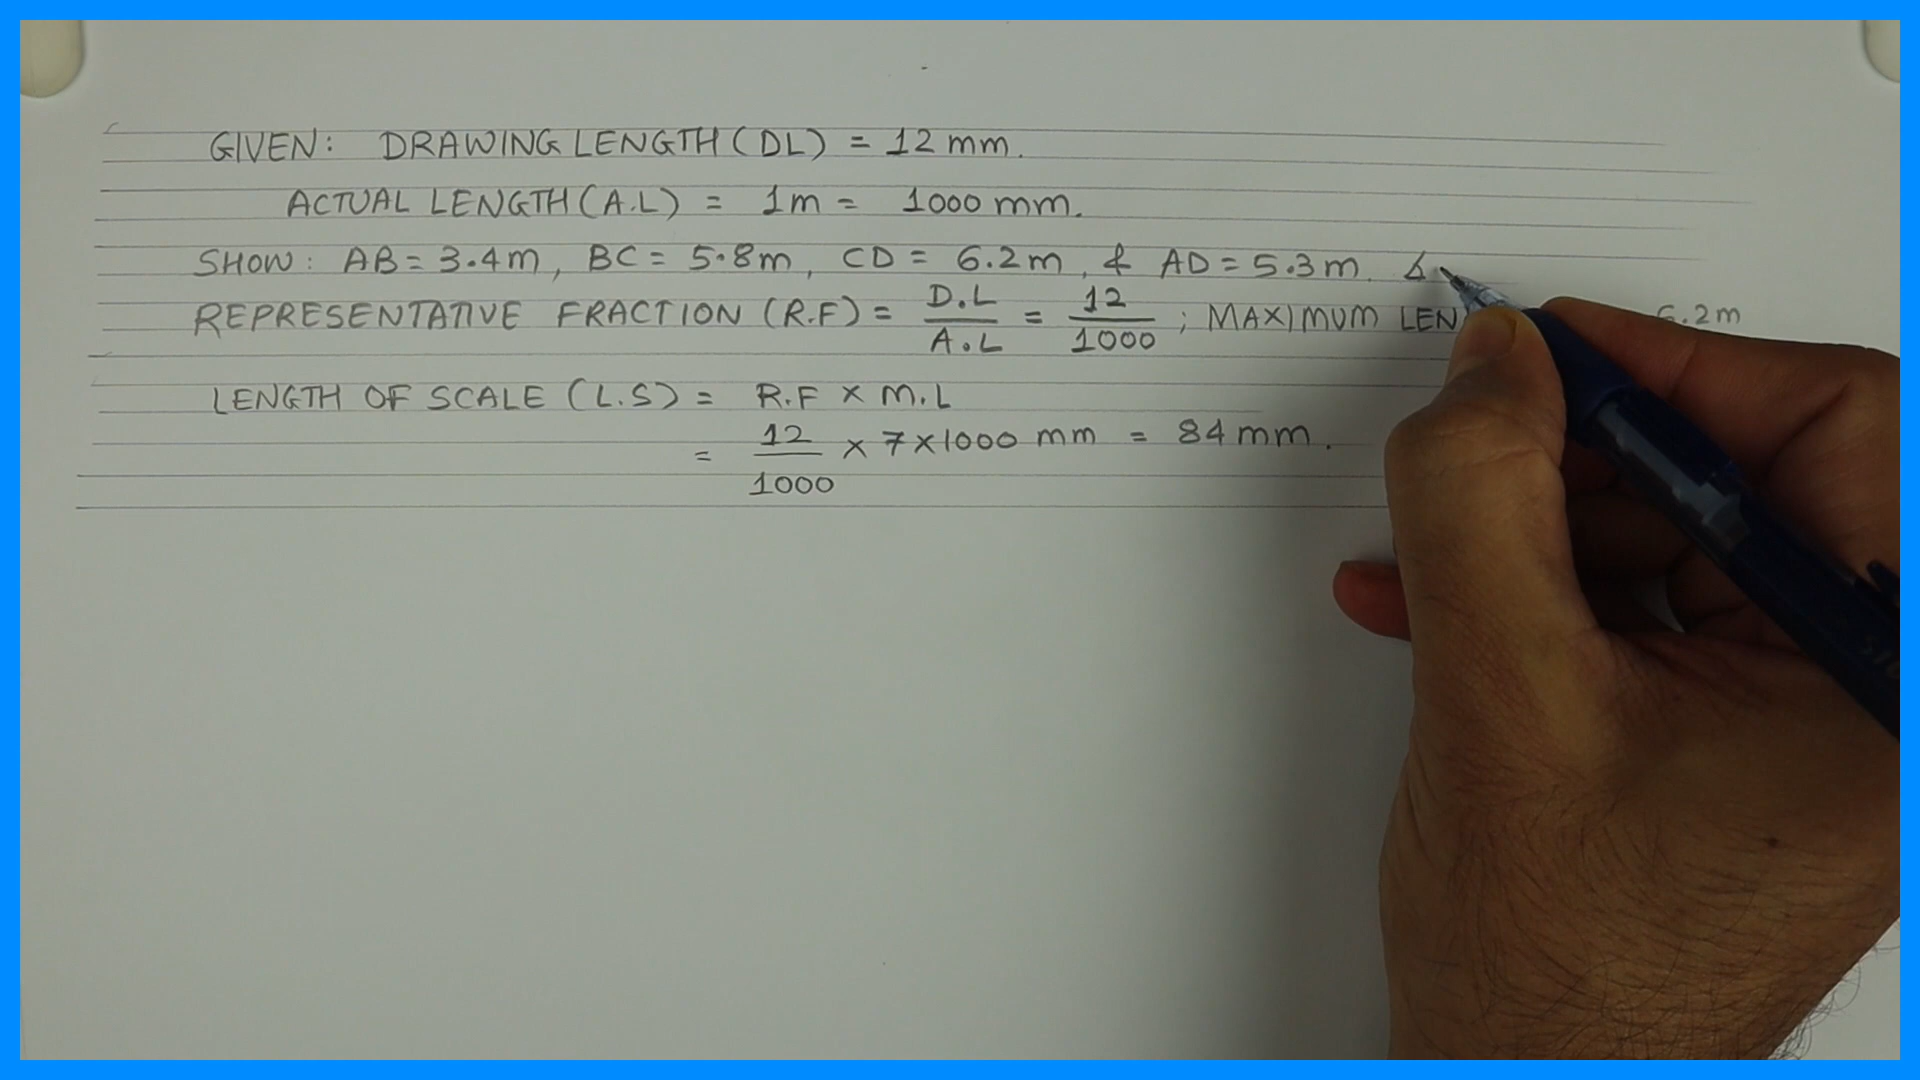 GIVEN: DRAWING LENGTH (DL) = 12 mm.
ACTUAL LENGTH (A.L) = 1m = 1000 mm.
SHOW: AB = 3.4m, BC = 5.8m, CD = 6.2m, & AD = 5.3m.
REPRESENTATIVE FRACTION (R.F) = D.L / A.L = 12 / 1000 ; MAXIMUM LEN 6.2m
LENGTH OF SCALE (L.S) = R.F × M.L
= 12 / 1000 × 7 × 1000 mm = 84 mm.